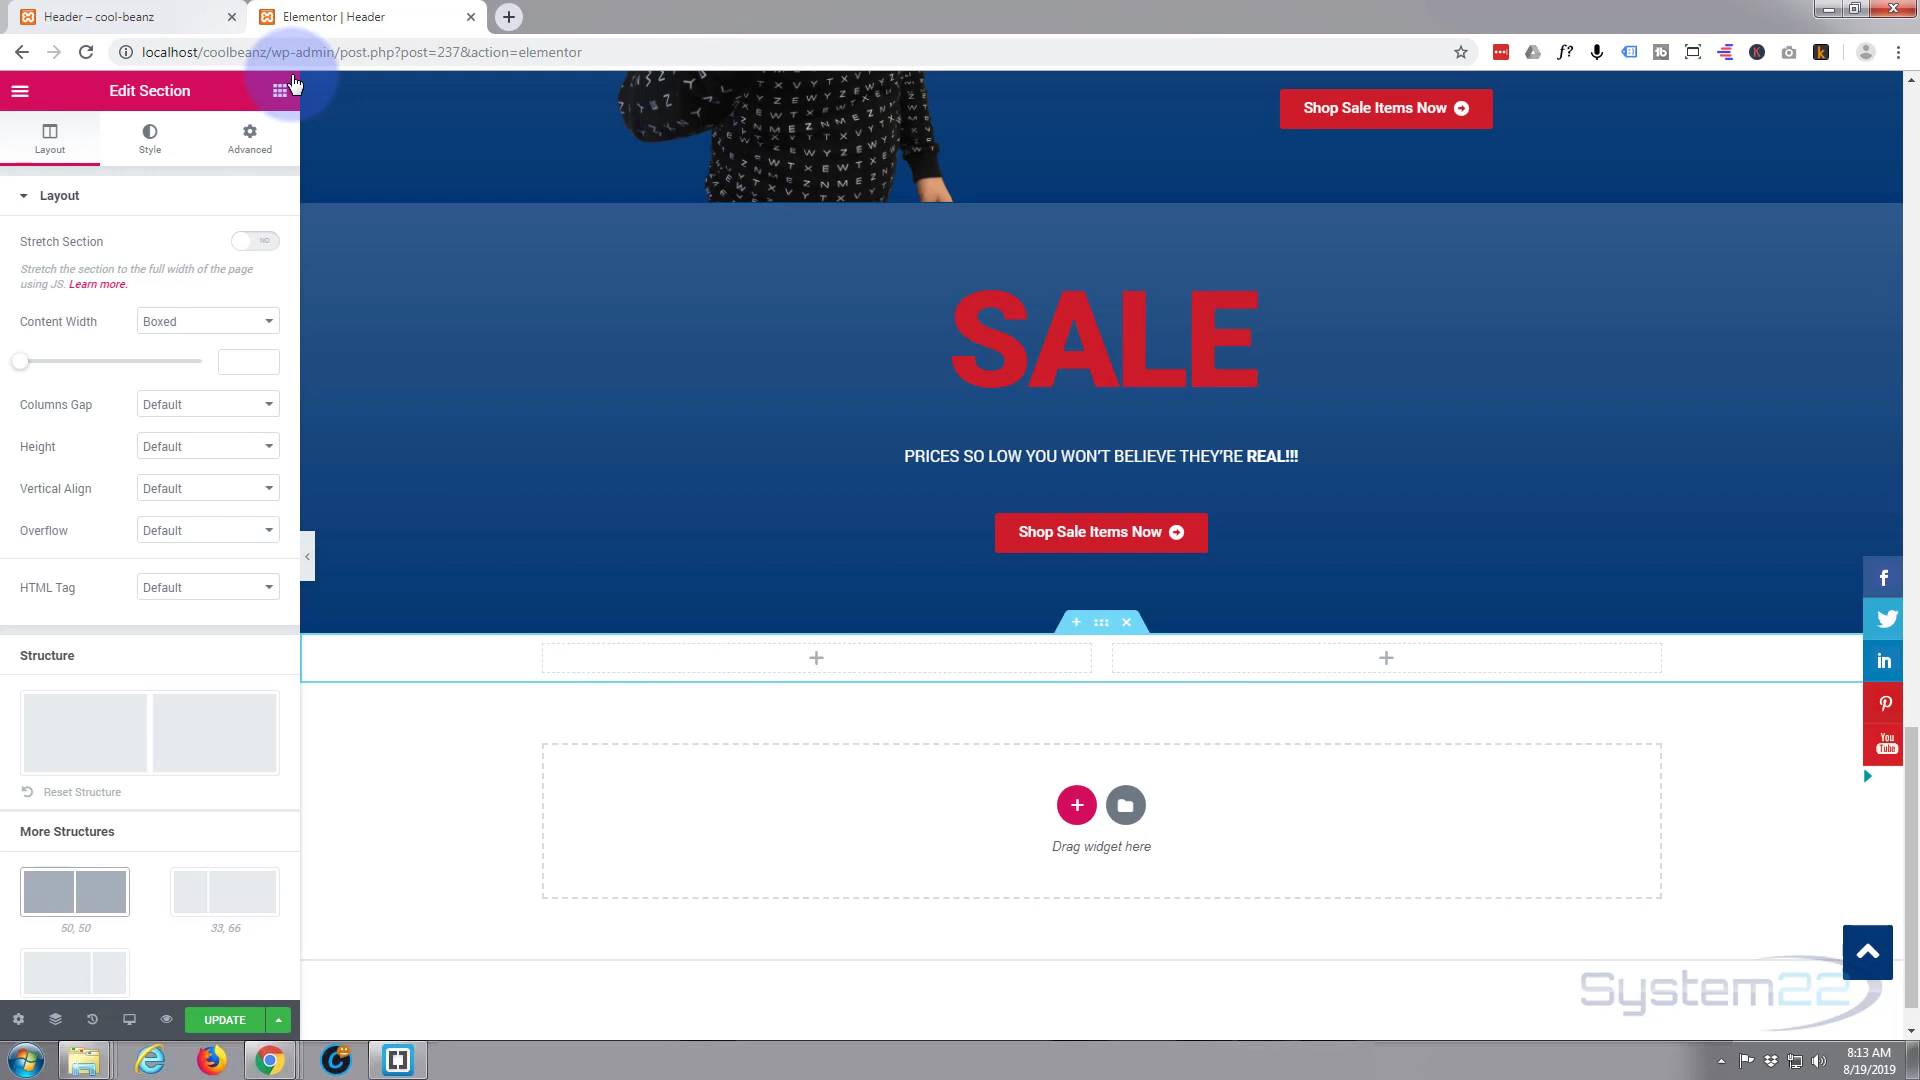 Header – cool-beanz
Elementor | Header
localhost/coolbeanz/wp-admin/post.php?post=237&action=elementor
Edit Section
Layout
Style
Advanced
Layout
Stretch Section
NO
Stretch the section to the full width of the page
using JS. Learn more.
Content Width
Boxed
Columns Gap
Default
Height
Default
Vertical Align
Default
Overflow
Default
HTML Tag
Default
Structure
Reset Structure
More Structures
50, 50
33, 66
UPDATE
Shop Sale Items Now
SALE
PRICES SO LOW YOU WON'T BELIEVE THEY'RE REAL!!!
Shop Sale Items Now
Drag widget here
You
Tube
System22
8:13 AM
8/19/2019